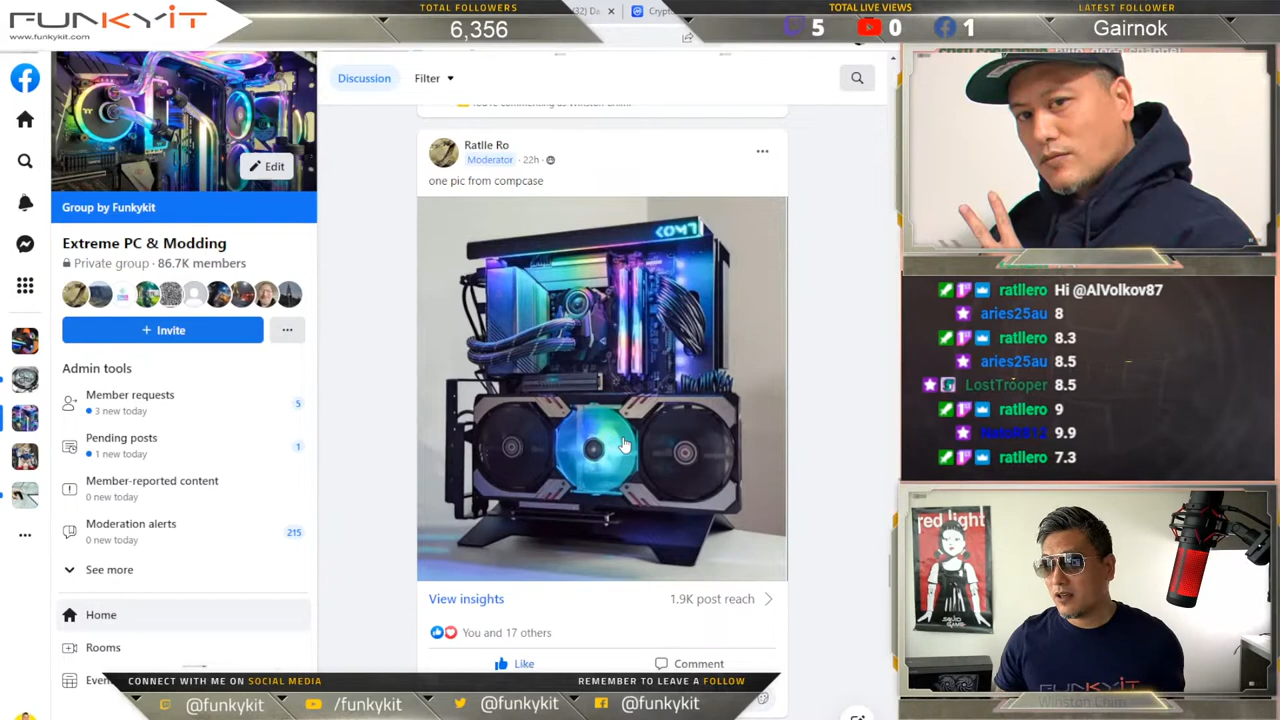 FUNKYIT
www.funkykit.com
TOTAL FOLLOWERS
6,356
TOTAL LIVE VIEWS
5
0
1
LATEST FOLLOWER
Gairnok
Edit
Group by Funkykit
Extreme PC & Modding
Private group · 86.7K members
+ Invite
Admin tools
Member requests
3 new today
5
Pending posts
1 new today
1
Member-reported content
0 new today
Moderation alerts
0 new today
215
See more
Home
Rooms
Discussion
Filter
Ratlle Ro
Moderator · 22h
one pic from compcase
View insights
1.9K post reach
You and 17 others
Like
Comment
ratllero Hi @AlVolkov87
aries25au 8
ratllero 8.3
aries25au 8.5
LostTrooper 8.5
ratllero 9
9.9
ratllero 7.3
red light
FUNKYIT
Winston Chim
CONNECT WITH ME ON SOCIAL MEDIA
REMEMBER TO LEAVE A FOLLOW
@funkykit
/funkykit
@funkykit
@funkykit